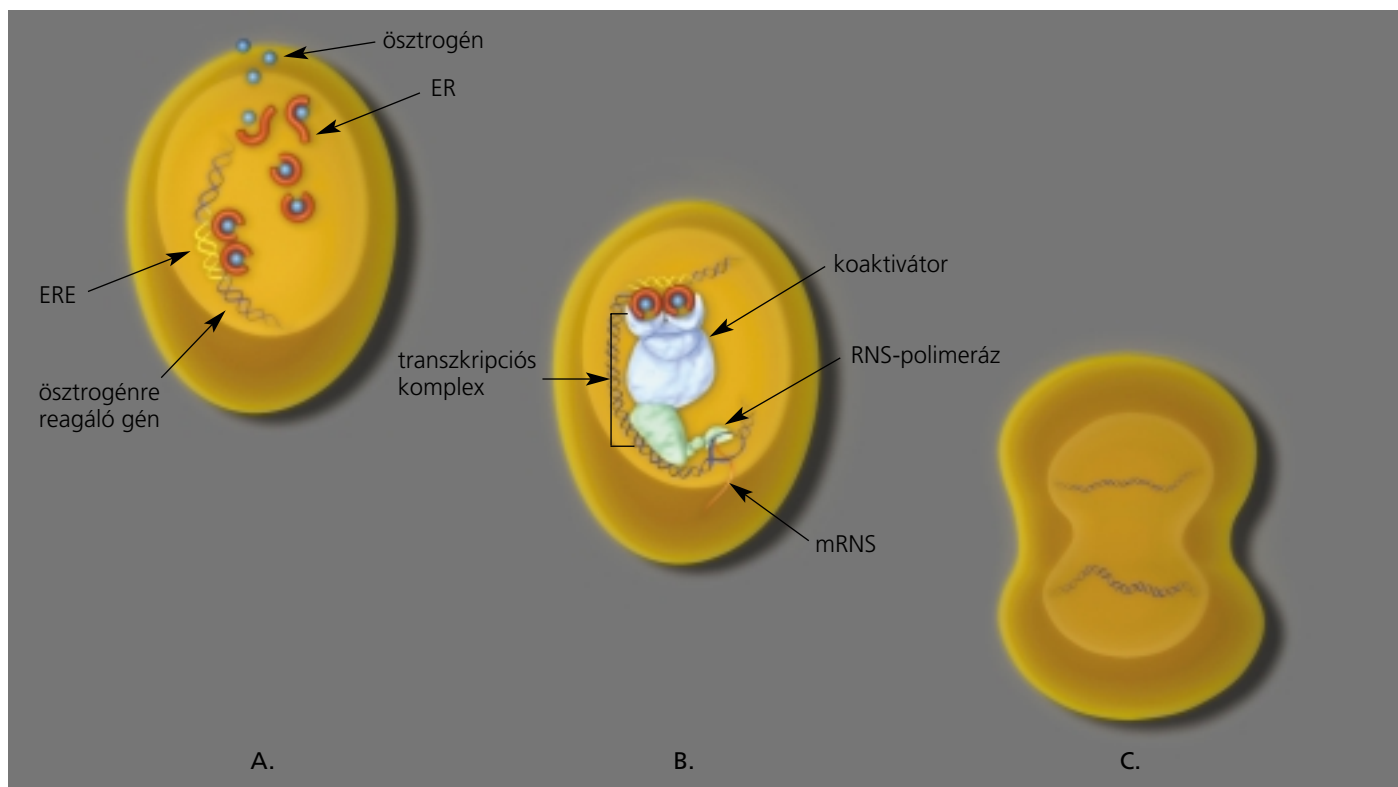 ösztrogén
ER
ERE
ösztrogénre
reagáló gén
koaktivátor
transzkripciós
komplex
RNS-polimeráz
mRNS
A.
B.
C.